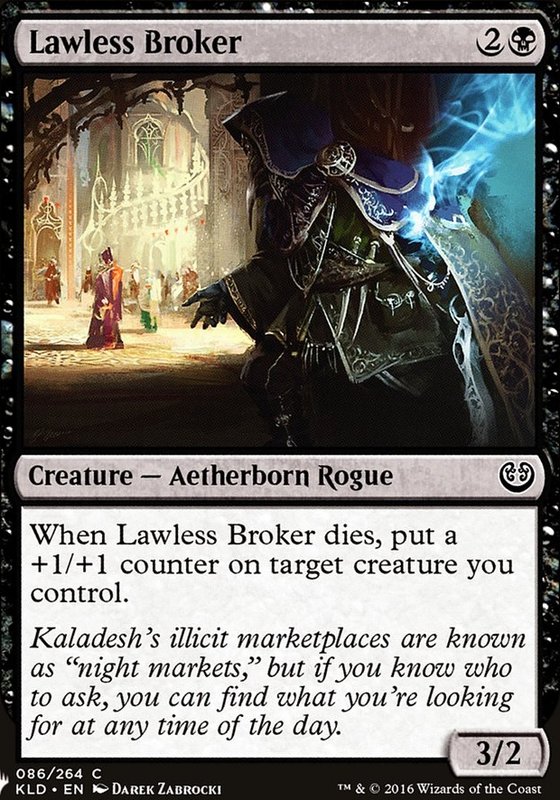 Lawless Broker 2
Creature — Aetherborn Rogue
When Lawless Broker dies, put a
+1/+1 counter on target creature you
control.
Kaladesh's illicit marketplaces are known
as “night markets,” but if you know who
to ask, you can find what you're looking
for at any time of the day.
3/2
086/264 C
KLD • EN Darek Zabrocki
™ & © 2016 Wizards of the Coast